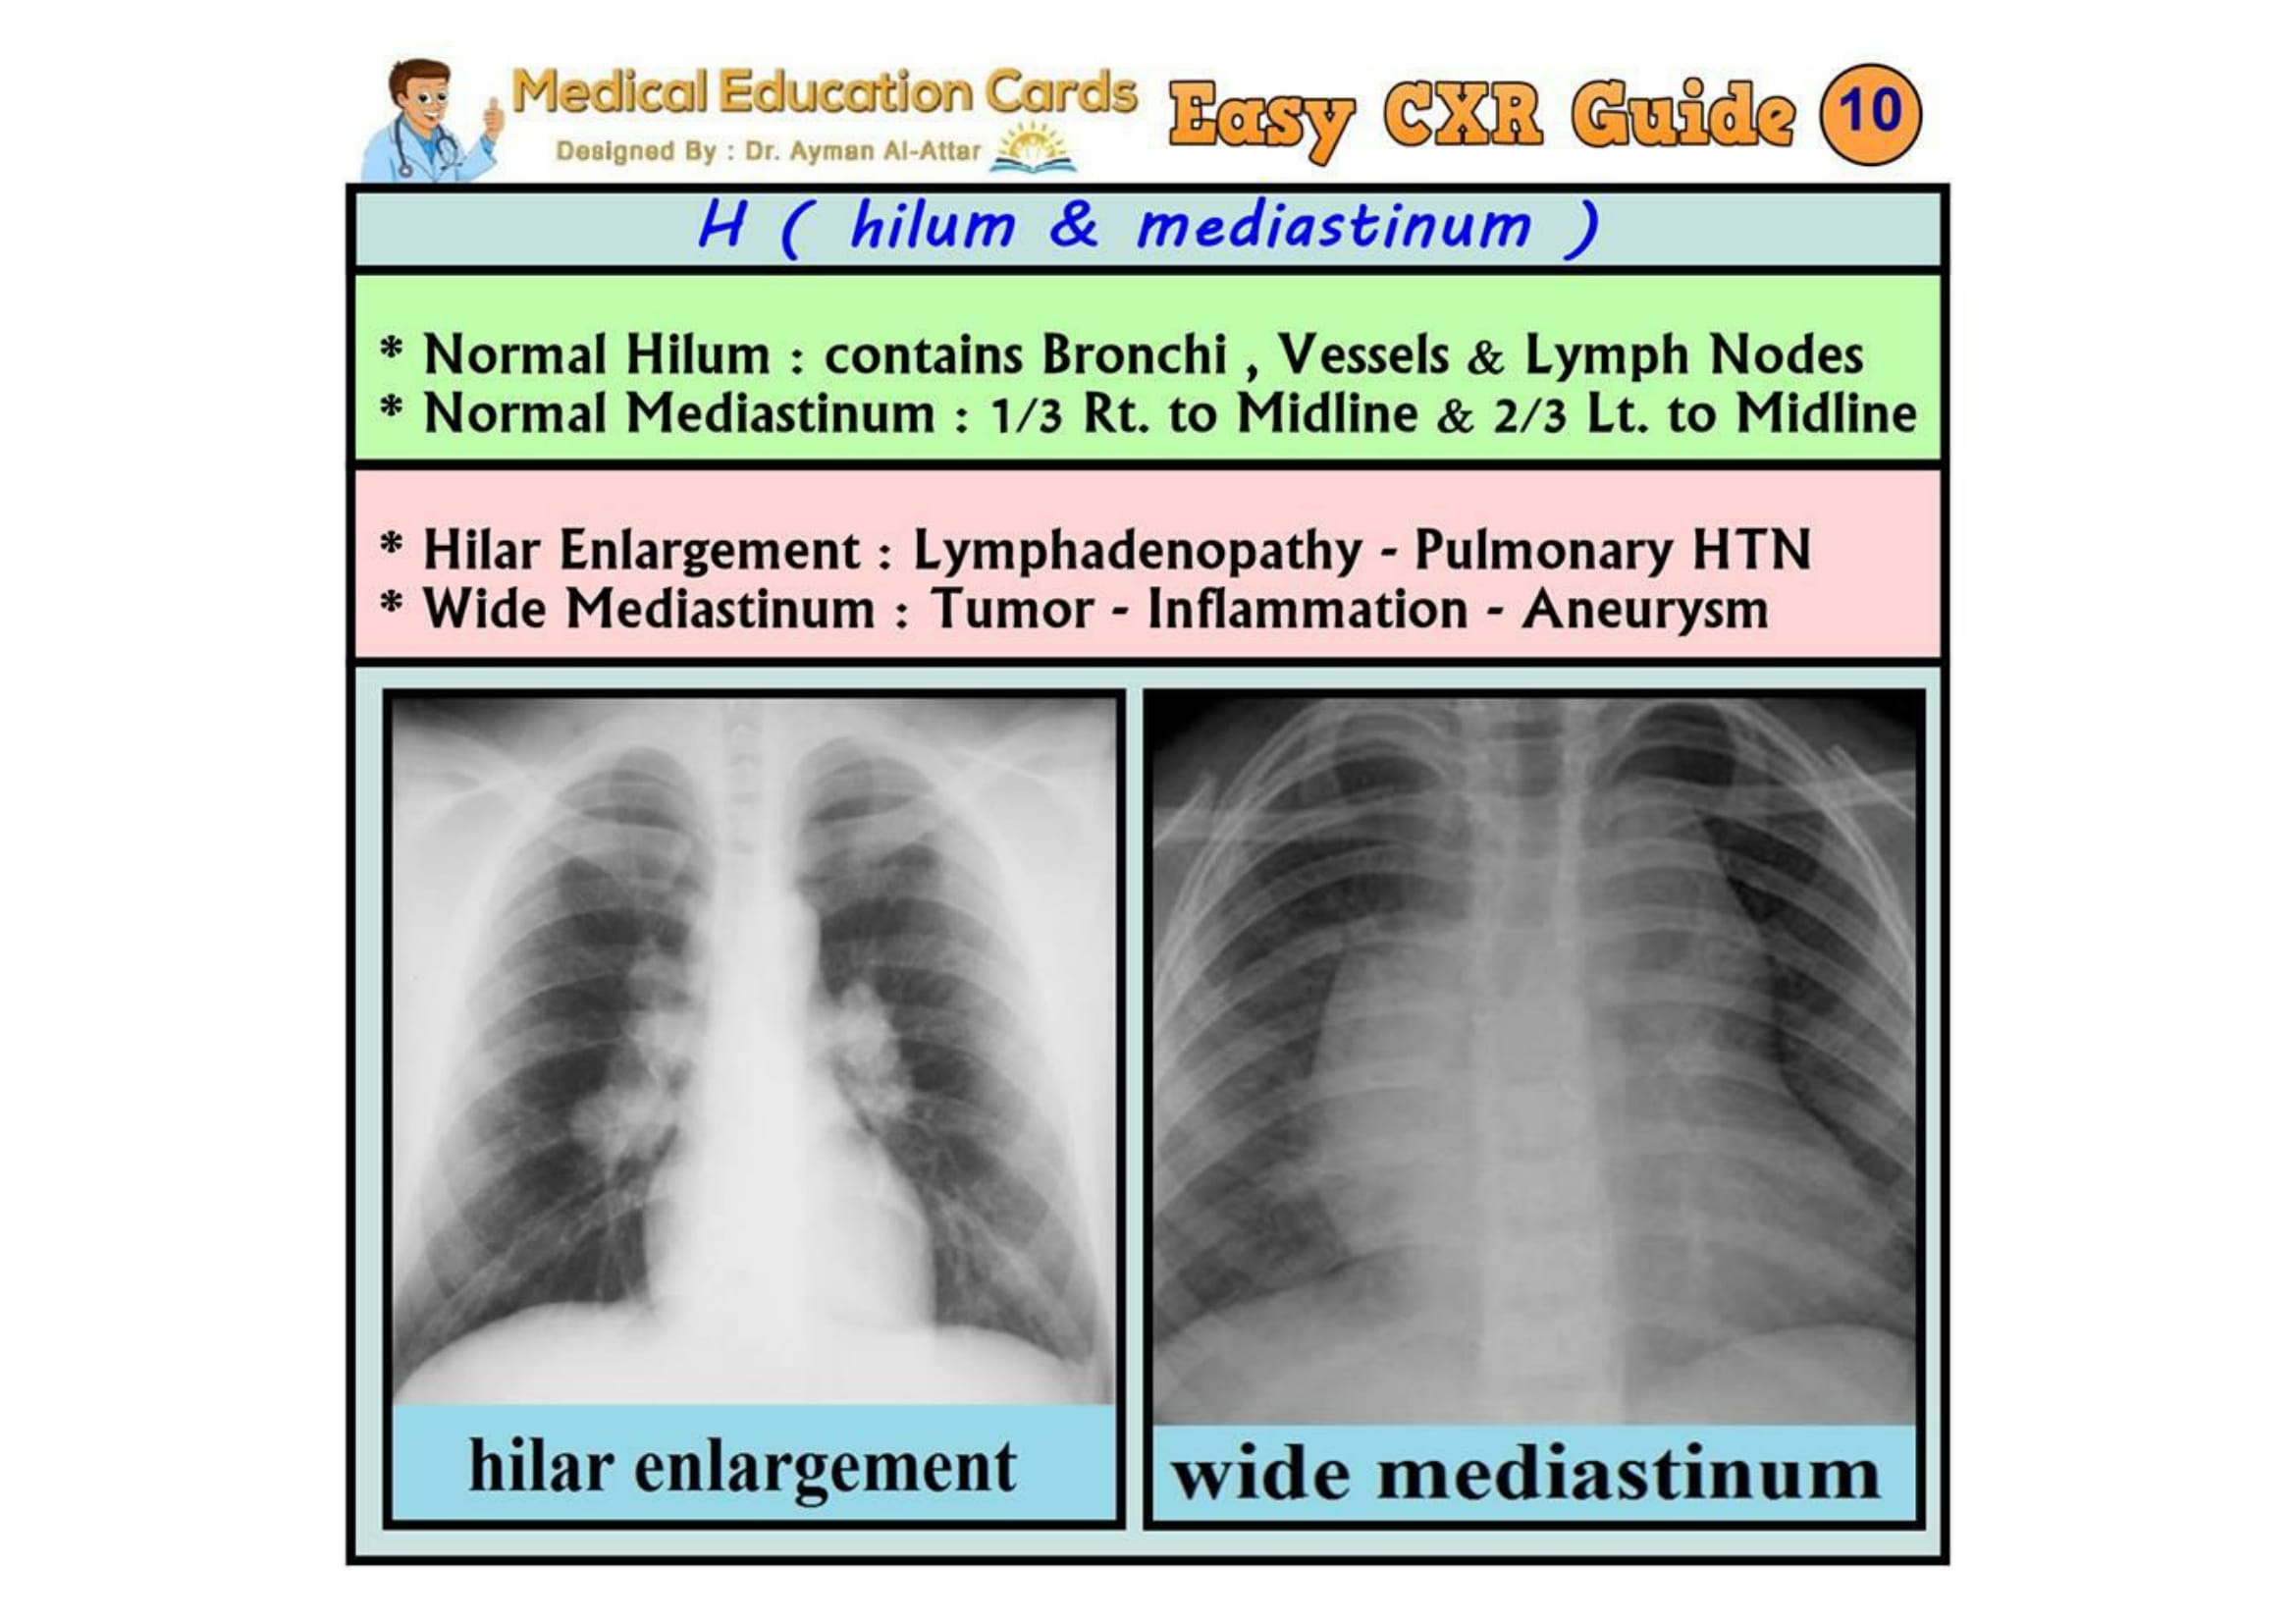 Medical Education Cards
Designed By : Dr. Ayman Al-Attar
Easy CXR Guide 10
H ( hilum & mediastinum )
* Normal Hilum : contains Bronchi , Vessels & Lymph Nodes
* Normal Mediastinum : 1/3 Rt. to Midline & 2/3 Lt. to Midline
* Hilar Enlargement : Lymphadenopathy - Pulmonary HTN
* Wide Mediastinum : Tumor - Inflammation - Aneurysm
hilar enlargement
wide mediastinum